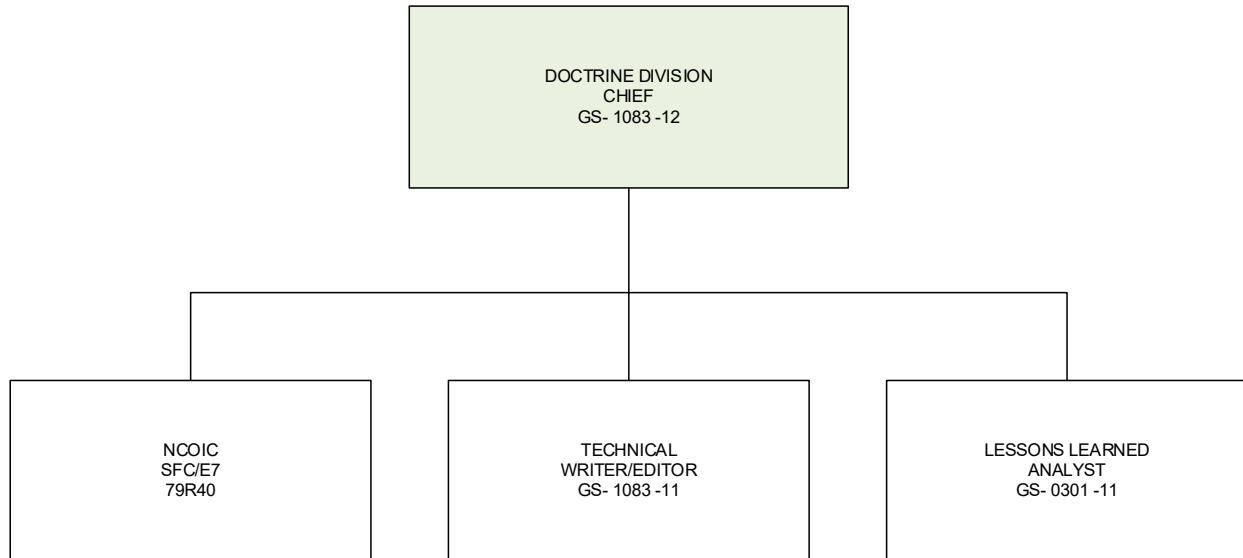 DOCTRINE DIVISION
CHIEF
GS- 1083 -12
NCOIC
SFC/E7
79R40
TECHNICAL
WRITER/EDITOR
GS- 1083 -11
LESSONS LEARNED
ANALYST
GS- 0301 -11